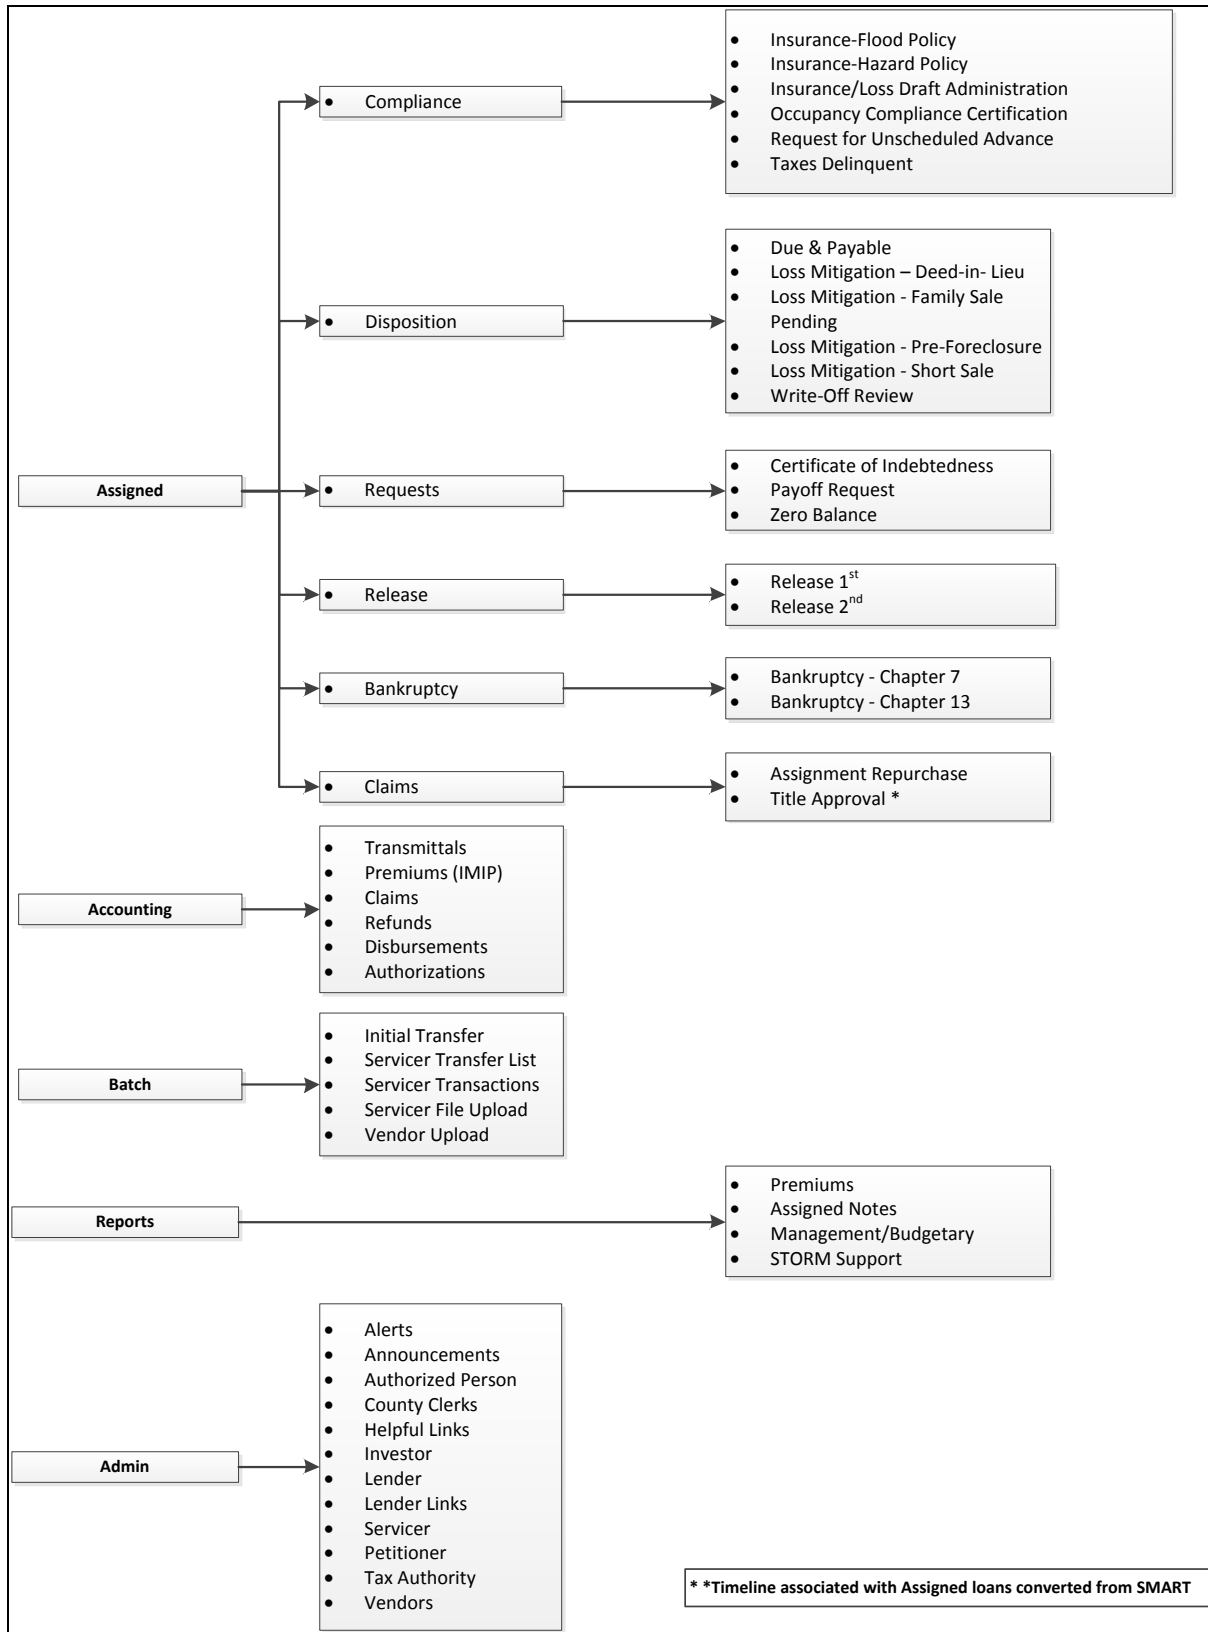 Assigned
• Compliance
• Insurance-Flood Policy
• Insurance-Hazard Policy
• Insurance/Loss Draft Administration
• Occupancy Compliance Certification
• Request for Unscheduled Advance
• Taxes Delinquent
• Disposition
• Due & Payable
• Loss Mitigation – Deed-in- Lieu
• Loss Mitigation - Family Sale
Pending
• Loss Mitigation - Pre-Foreclosure
• Loss Mitigation - Short Sale
• Write-Off Review
• Requests
• Certificate of Indebtedness
• Payoff Request
• Zero Balance
• Release
• Release 1st
• Release 2nd
• Bankruptcy
• Bankruptcy - Chapter 7
• Bankruptcy - Chapter 13
• Claims
• Assignment Repurchase
• Title Approval *
Accounting
• Transmittals
• Premiums (IMIP)
• Claims
• Refunds
• Disbursements
• Authorizations
Batch
• Initial Transfer
• Servicer Transfer List
• Servicer Transactions
• Servicer File Upload
• Vendor Upload
Reports
• Premiums
• Assigned Notes
• Management/Budgetary
• STORM Support
Admin
• Alerts
• Announcements
• Authorized Person
• County Clerks
• Helpful Links
• Investor
• Lender
• Lender Links
• Servicer
• Petitioner
• Tax Authority
• Vendors
* *Timeline associated with Assigned loans converted from SMART